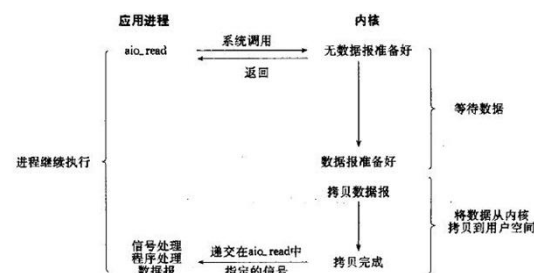 应用进程
内核
系统调用
aio_read
无数据报准备好
返回
等待数据
进程继续执行
数据报准备好
拷贝数据报
将数据从内核
拷贝到用户空间
信号处理
程序处理
数据报
递交在aio_read中
指定的信号
拷贝完成